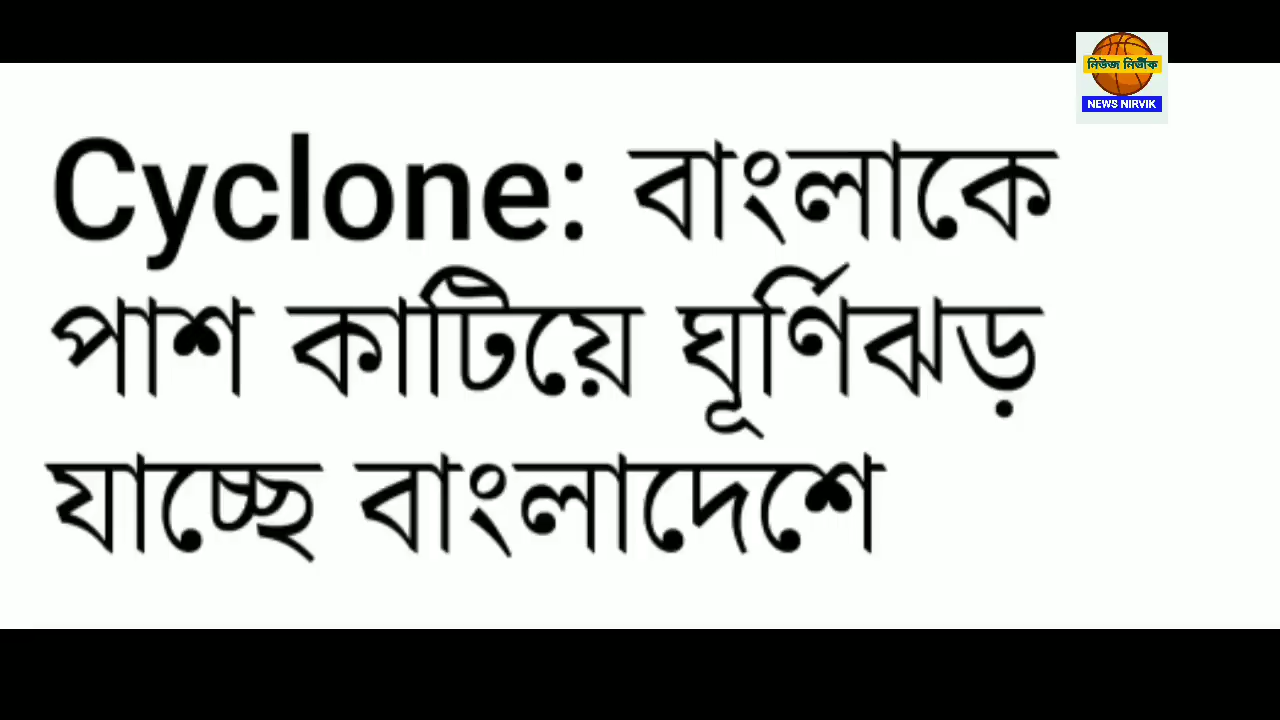 নিউজ নির্ভীক
NEWS NIRVIK
Cyclone: বাংলাকে
পাশ কাটিয়ে ঘূর্ণিঝড়
যাচ্ছে বাংলাদেশে